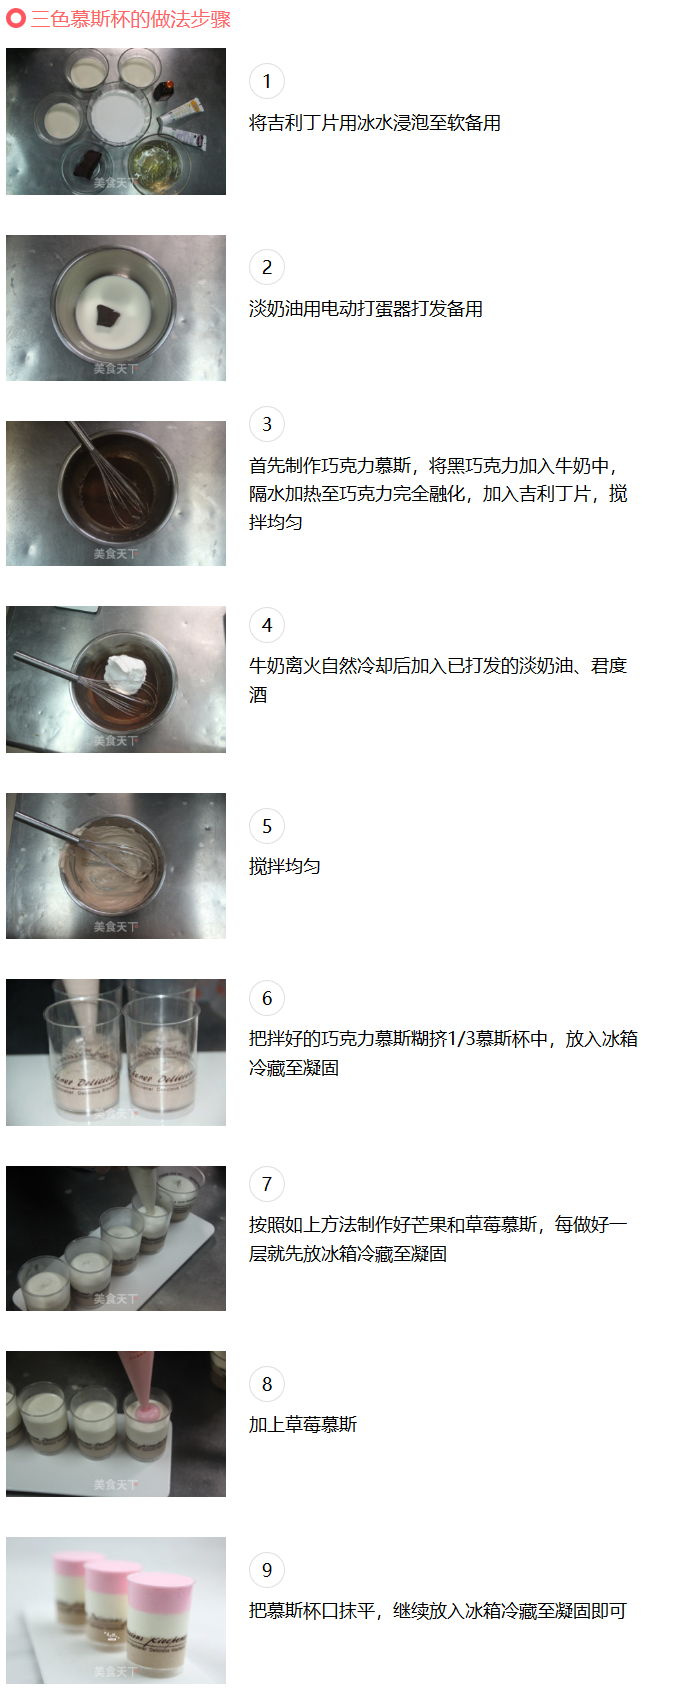 三色慕斯杯的做法步骤
1
将吉利丁片用冰水浸泡至软备用
美食天下
2
淡奶油用电动打蛋器打发备用
美食天下
3
首先制作巧克力慕斯，将黑巧克力加入牛奶中，
隔水加热至巧克力完全融化，加入吉利丁片，搅
拌均匀
美食天下
4
牛奶离火自然冷却后加入已打发的淡奶油、君度
酒
美食天下
5
搅拌均匀
美食天下
6
把拌好的巧克力慕斯糊挤1/3慕斯杯中，放入冰箱
冷藏至凝固
美食天下
7
按照如上方法制作好芒果和草莓慕斯，每做好一
层就先放冰箱冷藏至凝固
美食天下
8
加上草莓慕斯
美食天下
9
把慕斯杯口抹平，继续放入冰箱冷藏至凝固即可
美食天下